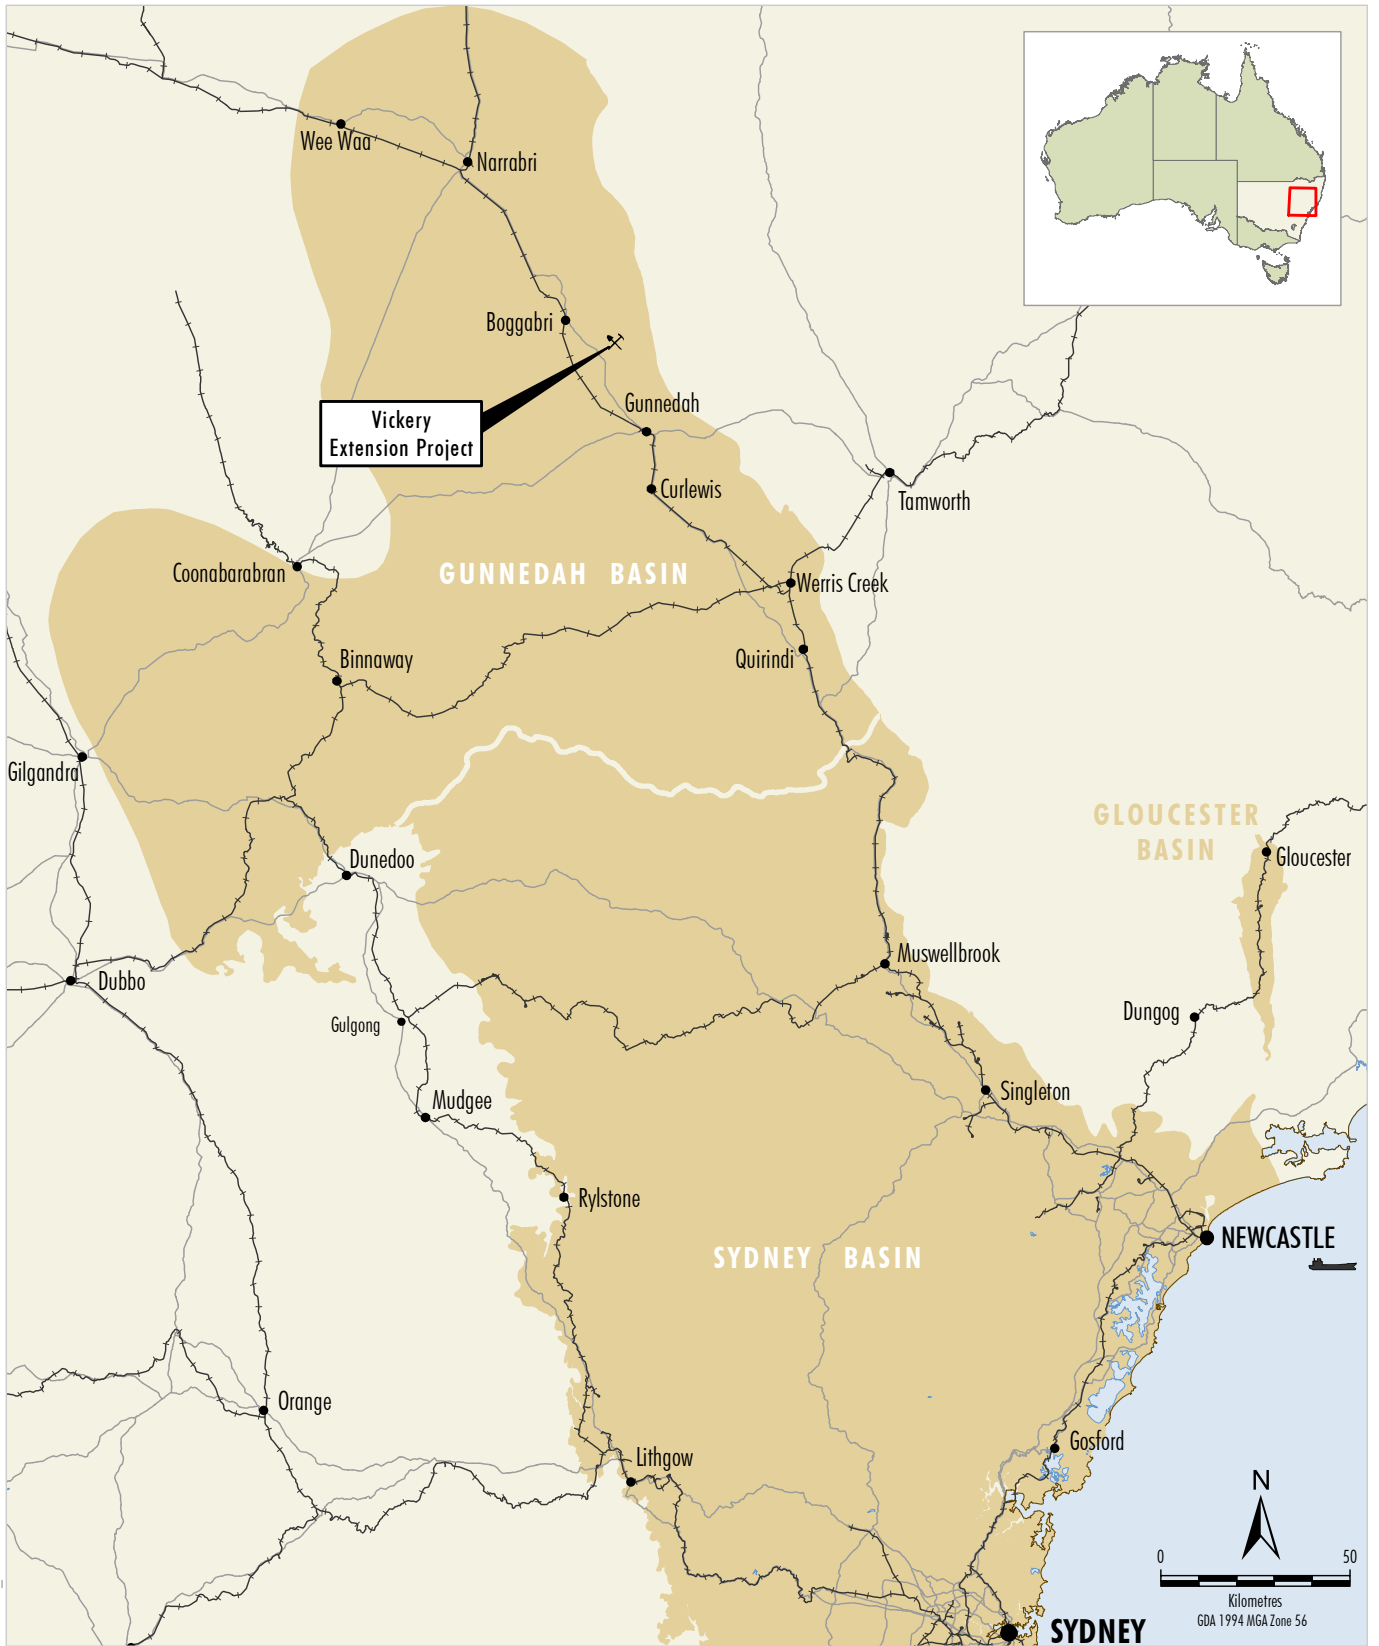 Wee Waa
Narrabri
Boggabri
Vickery
Extension Project
Gunnedah
Curlewis
Tamworth
Coonabarabran
GUNNEDAH BASIN
Werris Creek
Binnaway
Quirindi
Gilgandra
GLOUCESTER
BASIN
Dunedoo
Gloucester
Muswellbrook
Dubbo
Gulgong
Dungog
Mudgee
Singleton
Rylstone
SYDNEY BASIN
NEWCASTLE
Orange
Gosford
Lithgow
N
0 50
Kilometres
GDA 1994 MGA Zone 56
SYDNEY